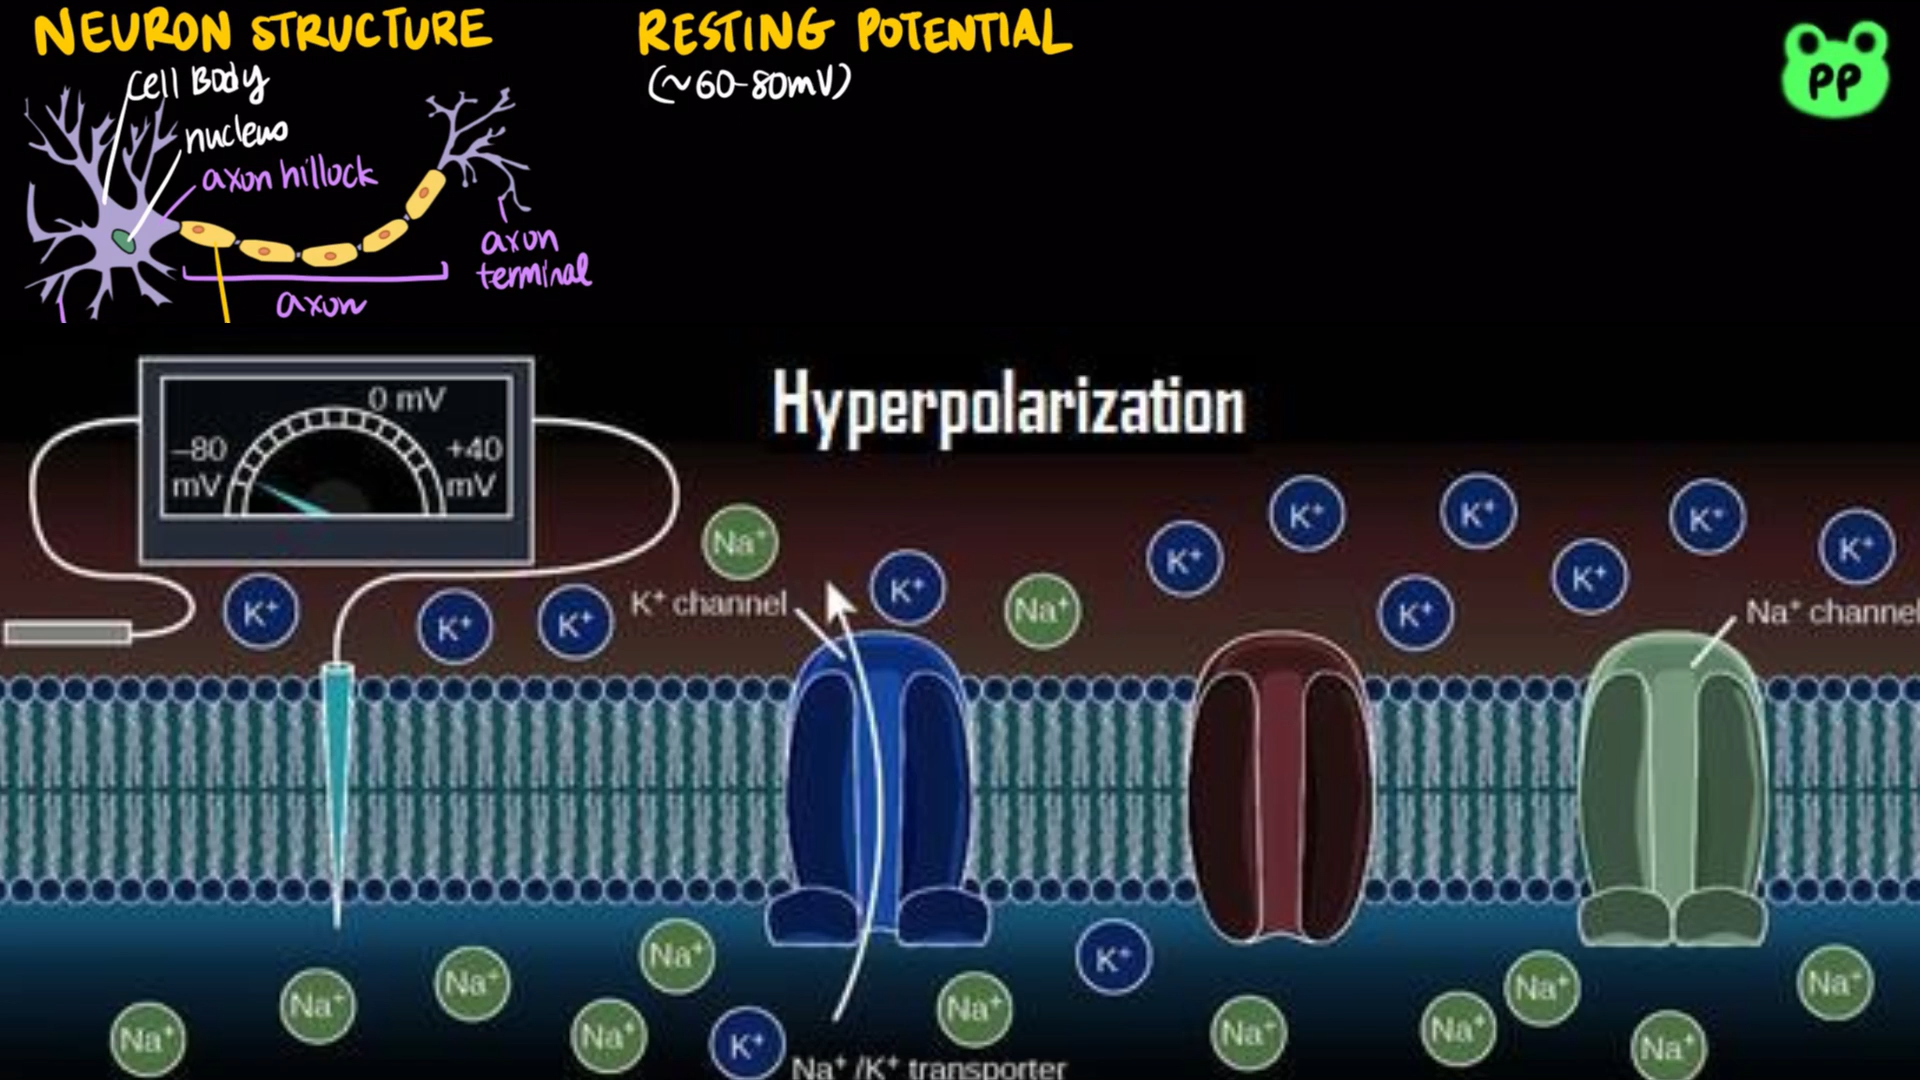 NEURON STRUCTURE
cell Body
nucleus
axon hillock
axon terminal
axon
RESTING POTENTIAL
(~60-80mV)
PP
0 mV
–80 mV
+40 mV
Hyperpolarization
Na⁺
K⁺
K⁺
K⁺
K⁺
K⁺
K⁺
K⁺
K⁺
K⁺
K⁺
K⁺ channel
K⁺
Na⁺
Na⁺ channel
Na⁺
Na⁺
Na⁺
Na⁺
Na⁺
K⁺
Na⁺
K⁺
Na⁺
Na⁺
Na⁺
Na⁺
Na⁺
Na⁺ /K⁺ transporter